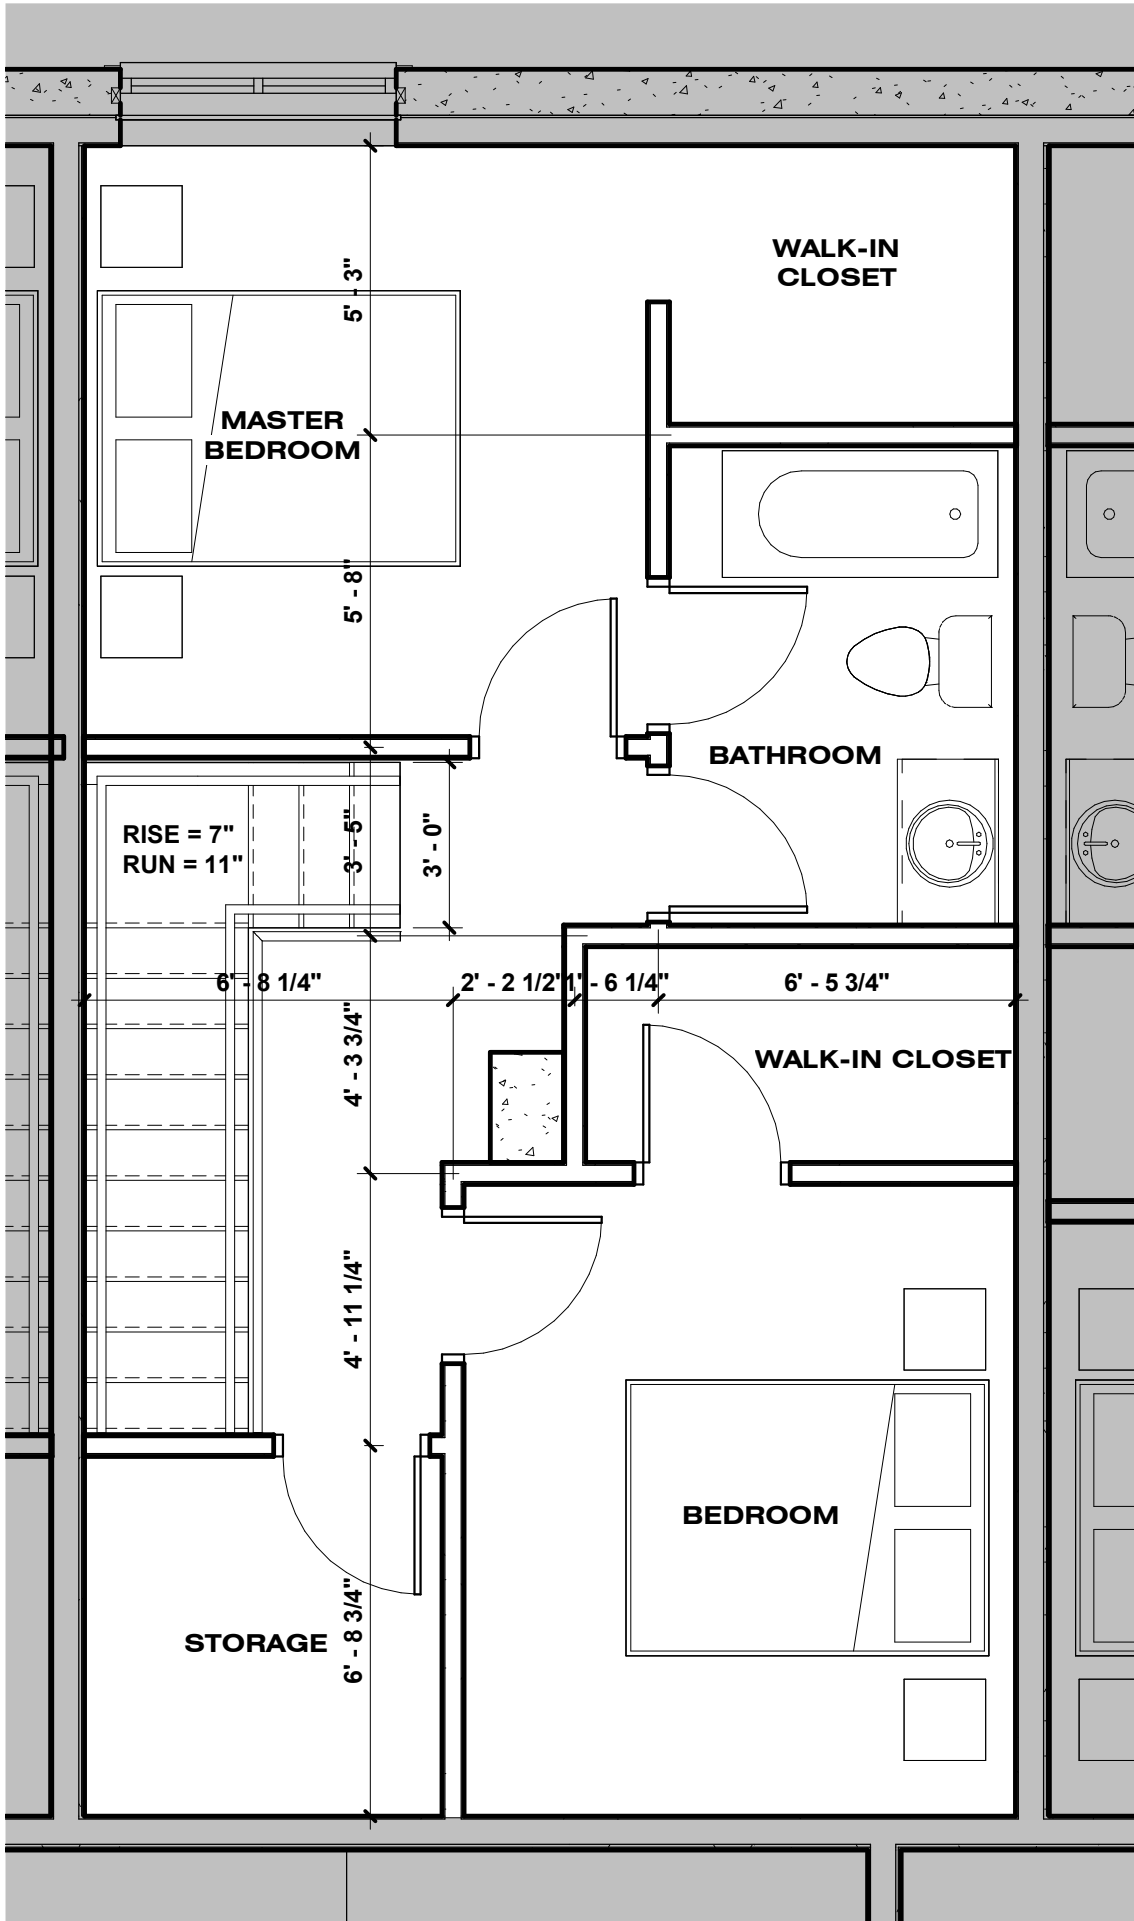 WALK-IN
CLOSET
5' - 3"
MASTER
BEDROOM
5' - 8"
BATHROOM
RISE = 7"
RUN = 11"
3' - 5"
3' - 0"
6' - 8 1/4"
2' - 2 1/2"
1' - 6 1/4"
6' - 5 3/4"
4' - 3 3/4"
WALK-IN CLOSET
4' - 11 1/4"
BEDROOM
STORAGE
6' - 8 3/4"